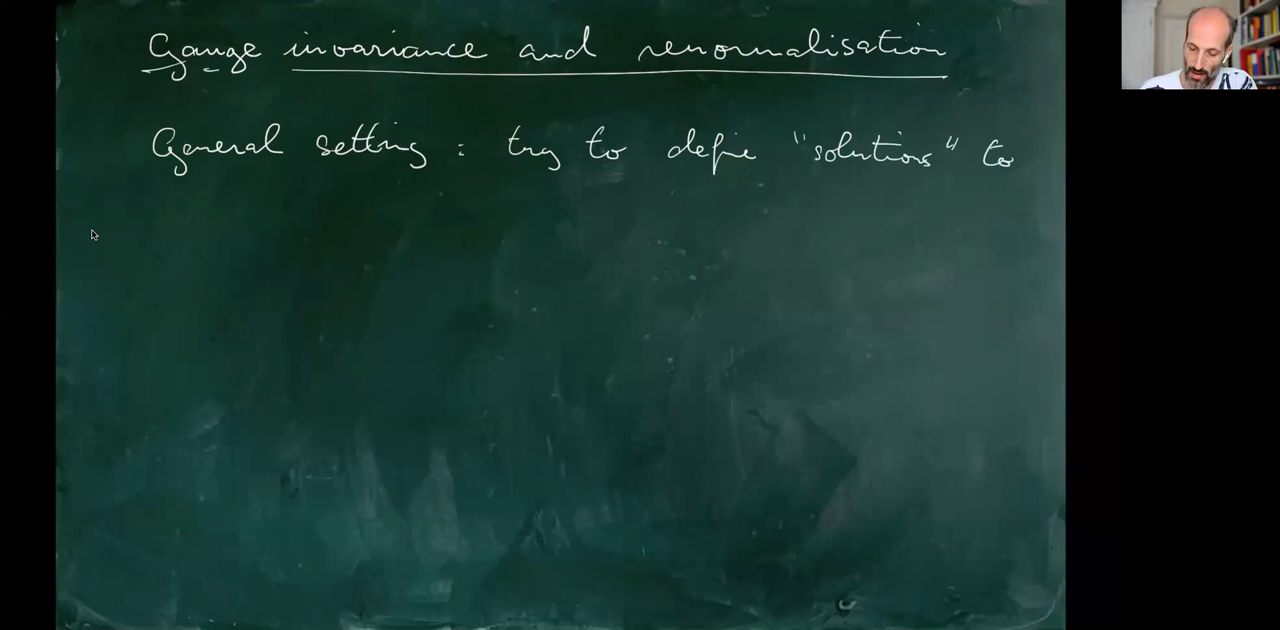 Gauge invariance and renormalisation
General setting : try to define "solutions" to